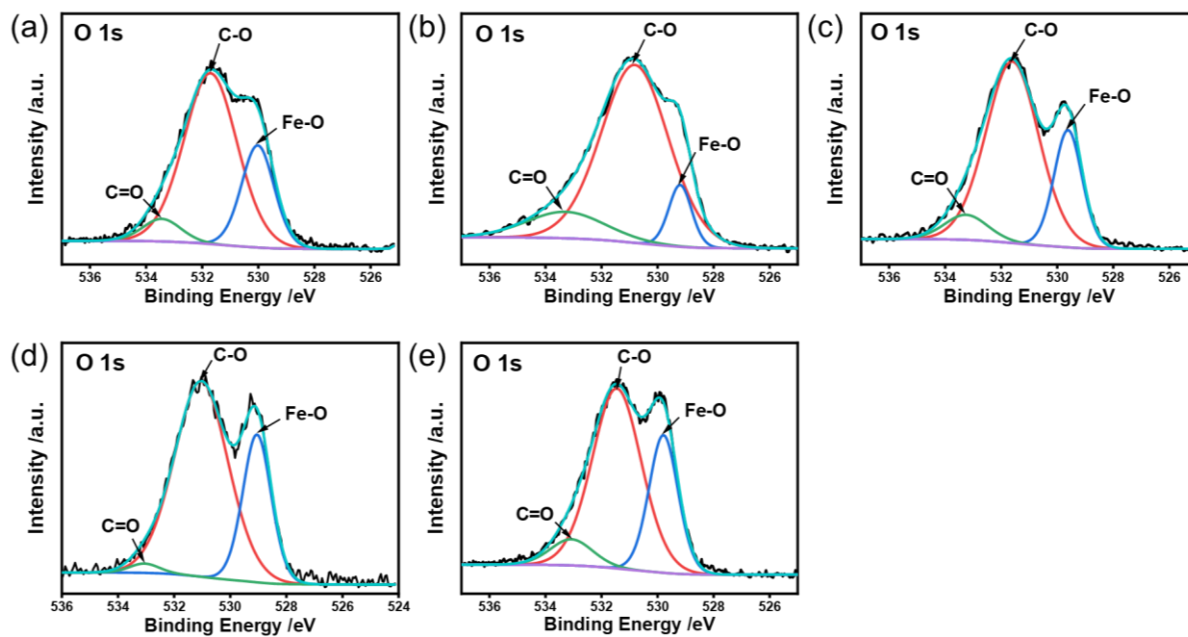 (a)
O 1s
C-O
Fe-O
C=O
Intensity /a.u.
536 534 532 530 528 526
Binding Energy /eV
(b)
O 1s
C-O
Fe-O
C=O
Intensity /a.u.
536 534 532 530 528 526
Binding Energy /eV
(c)
O 1s
C-O
Fe-O
C=O
Intensity /a.u.
536 534 532 530 528 526
Binding Energy /eV
(d)
O 1s
C-O
Fe-O
C=O
Intensity /a.u.
536 534 532 530 528 526 524
Binding Energy /eV
(e)
O 1s
C-O
Fe-O
C=O
Intensity /a.u.
536 534 532 530 528 526
Binding Energy /eV